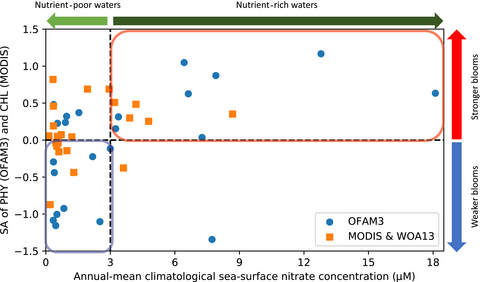 Nutrient-poor waters
Nutrient-rich waters
1.5
1.0
0.5
0.0
−0.5
−1.0
−1.5
SA of PHY (OFAM3) and CHL (MODIS)
0
3
6
9
12
15
18
Annual-mean climatological sea-surface nitrate concentration (μM)
OFAM3
MODIS & WOA13
Stronger blooms
Weaker blooms